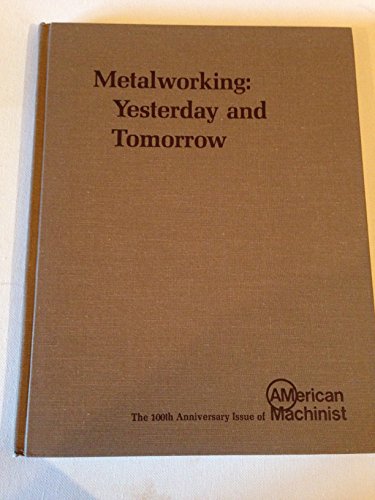 Metalworking:
Yesterday and
Tomorrow
The 100th Anniversary Issue of AMerican
Machinist